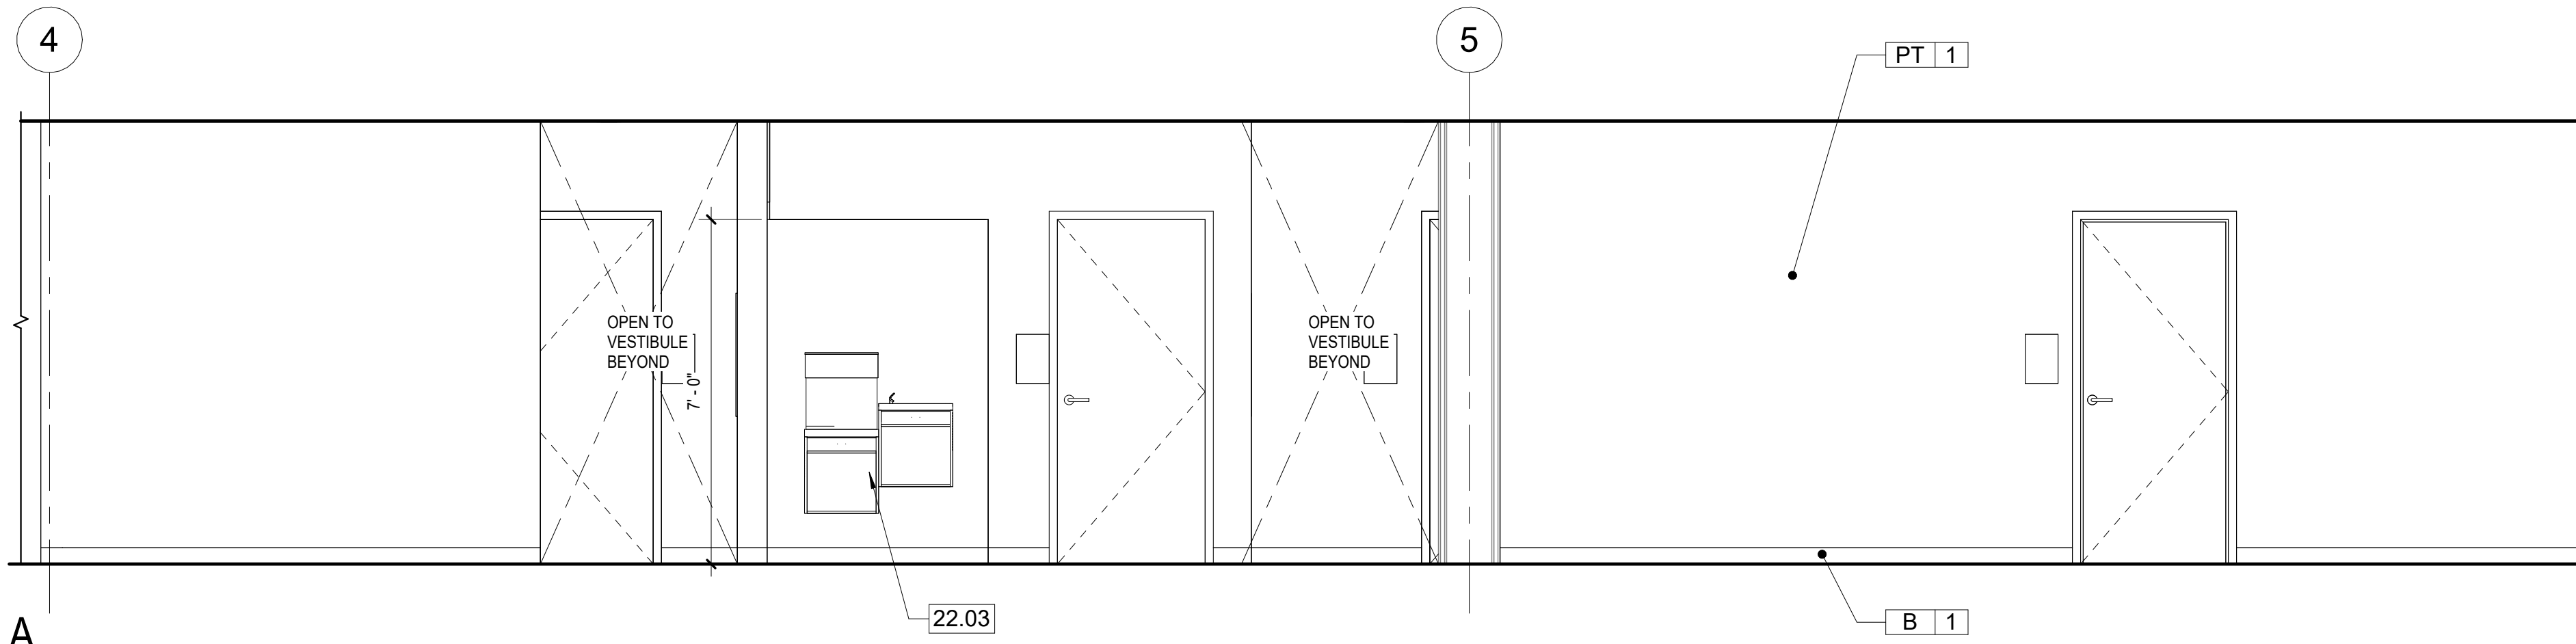 4
5
PT 1
OPEN TO
VESTIBULE
BEYOND
7' - 0"
OPEN TO
VESTIBULE
BEYOND
22.03
B 1
A